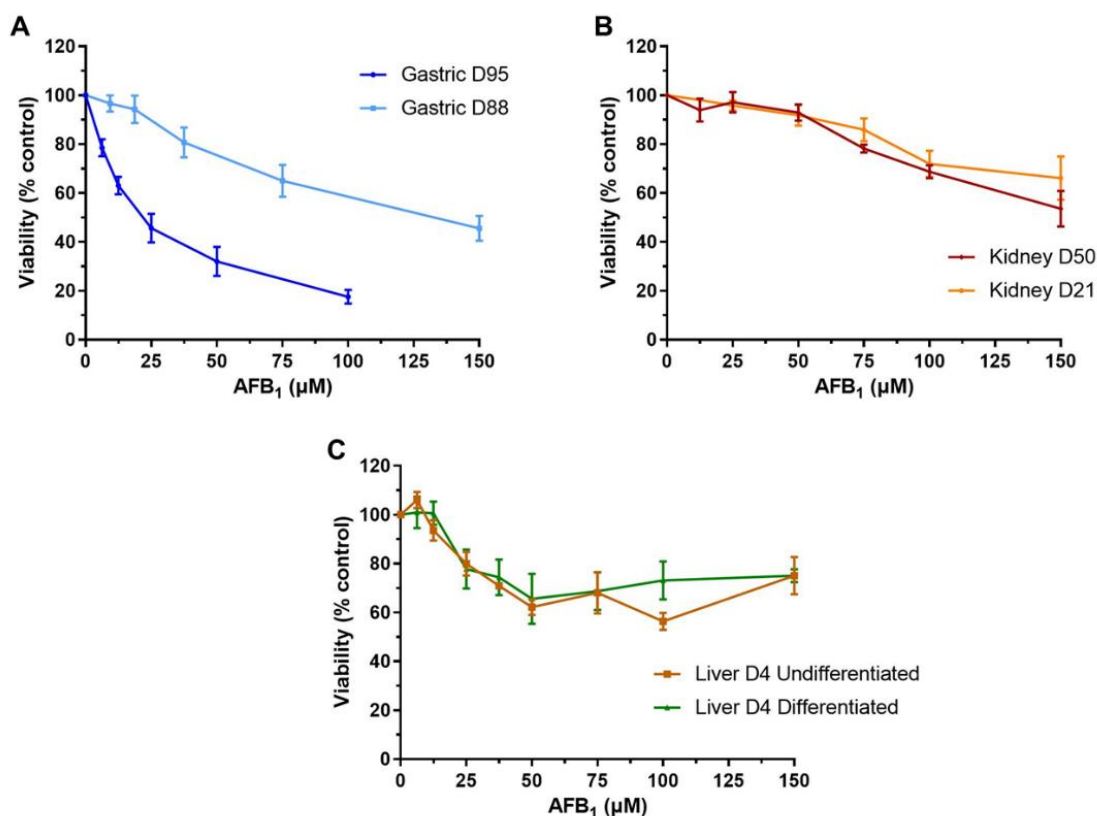 A
Viability (% control)
120
100
80
60
40
20
0
0 25 50 75 100 125 150
AFB₁ (µM)
Gastric D95
Gastric D88
B
Viability (% control)
120
100
80
60
40
20
0
0 25 50 75 100 125 150
AFB₁ (µM)
Kidney D50
Kidney D21
C
Viability (% control)
120
100
80
60
40
20
0
0 25 50 75 100 125 150
AFB₁ (µM)
Liver D4 Undifferentiated
Liver D4 Differentiated